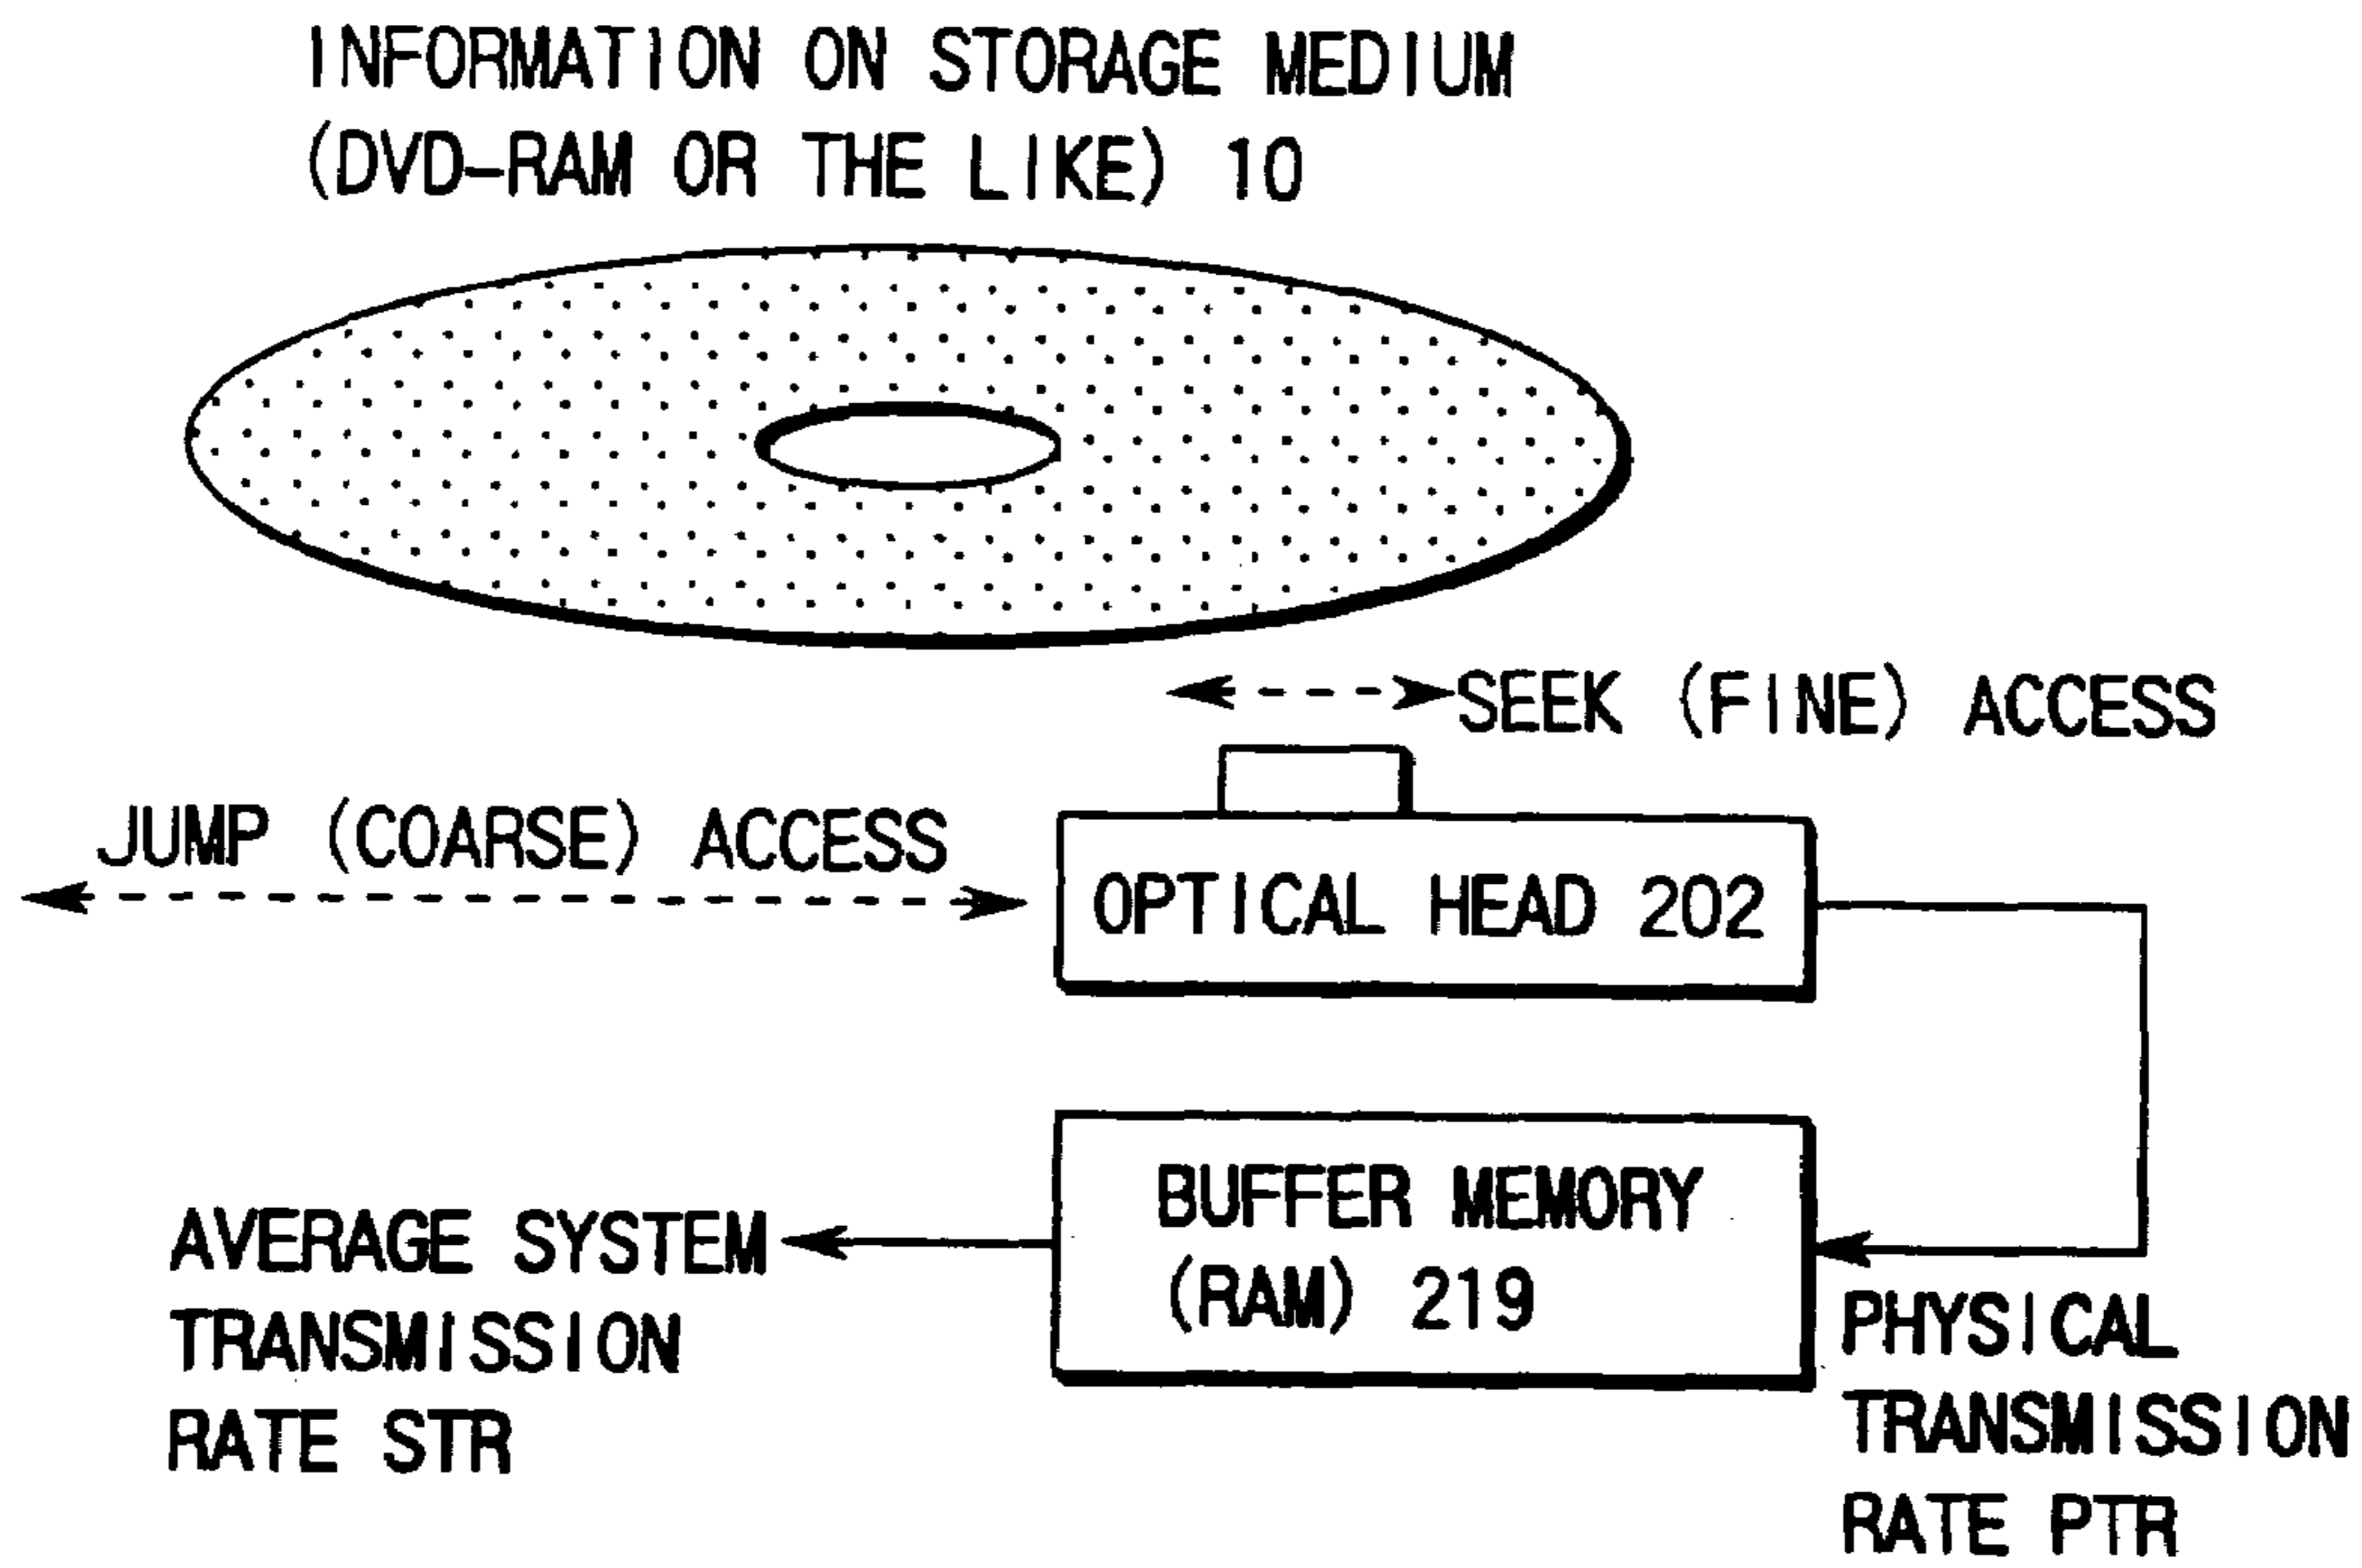 INFORMATION ON STORAGE MEDIUM
(DVD-RAM OR THE LIKE) 10
SEEK (FINE) ACCESS
JUMP (COARSE) ACCESS
OPTICAL HEAD 202
BUFFER MEMORY
(RAM) 219
AVERAGE SYSTEM
TRANSMISSION
RATE STR
PHYSICAL
TRANSMISSION
RATE PTR